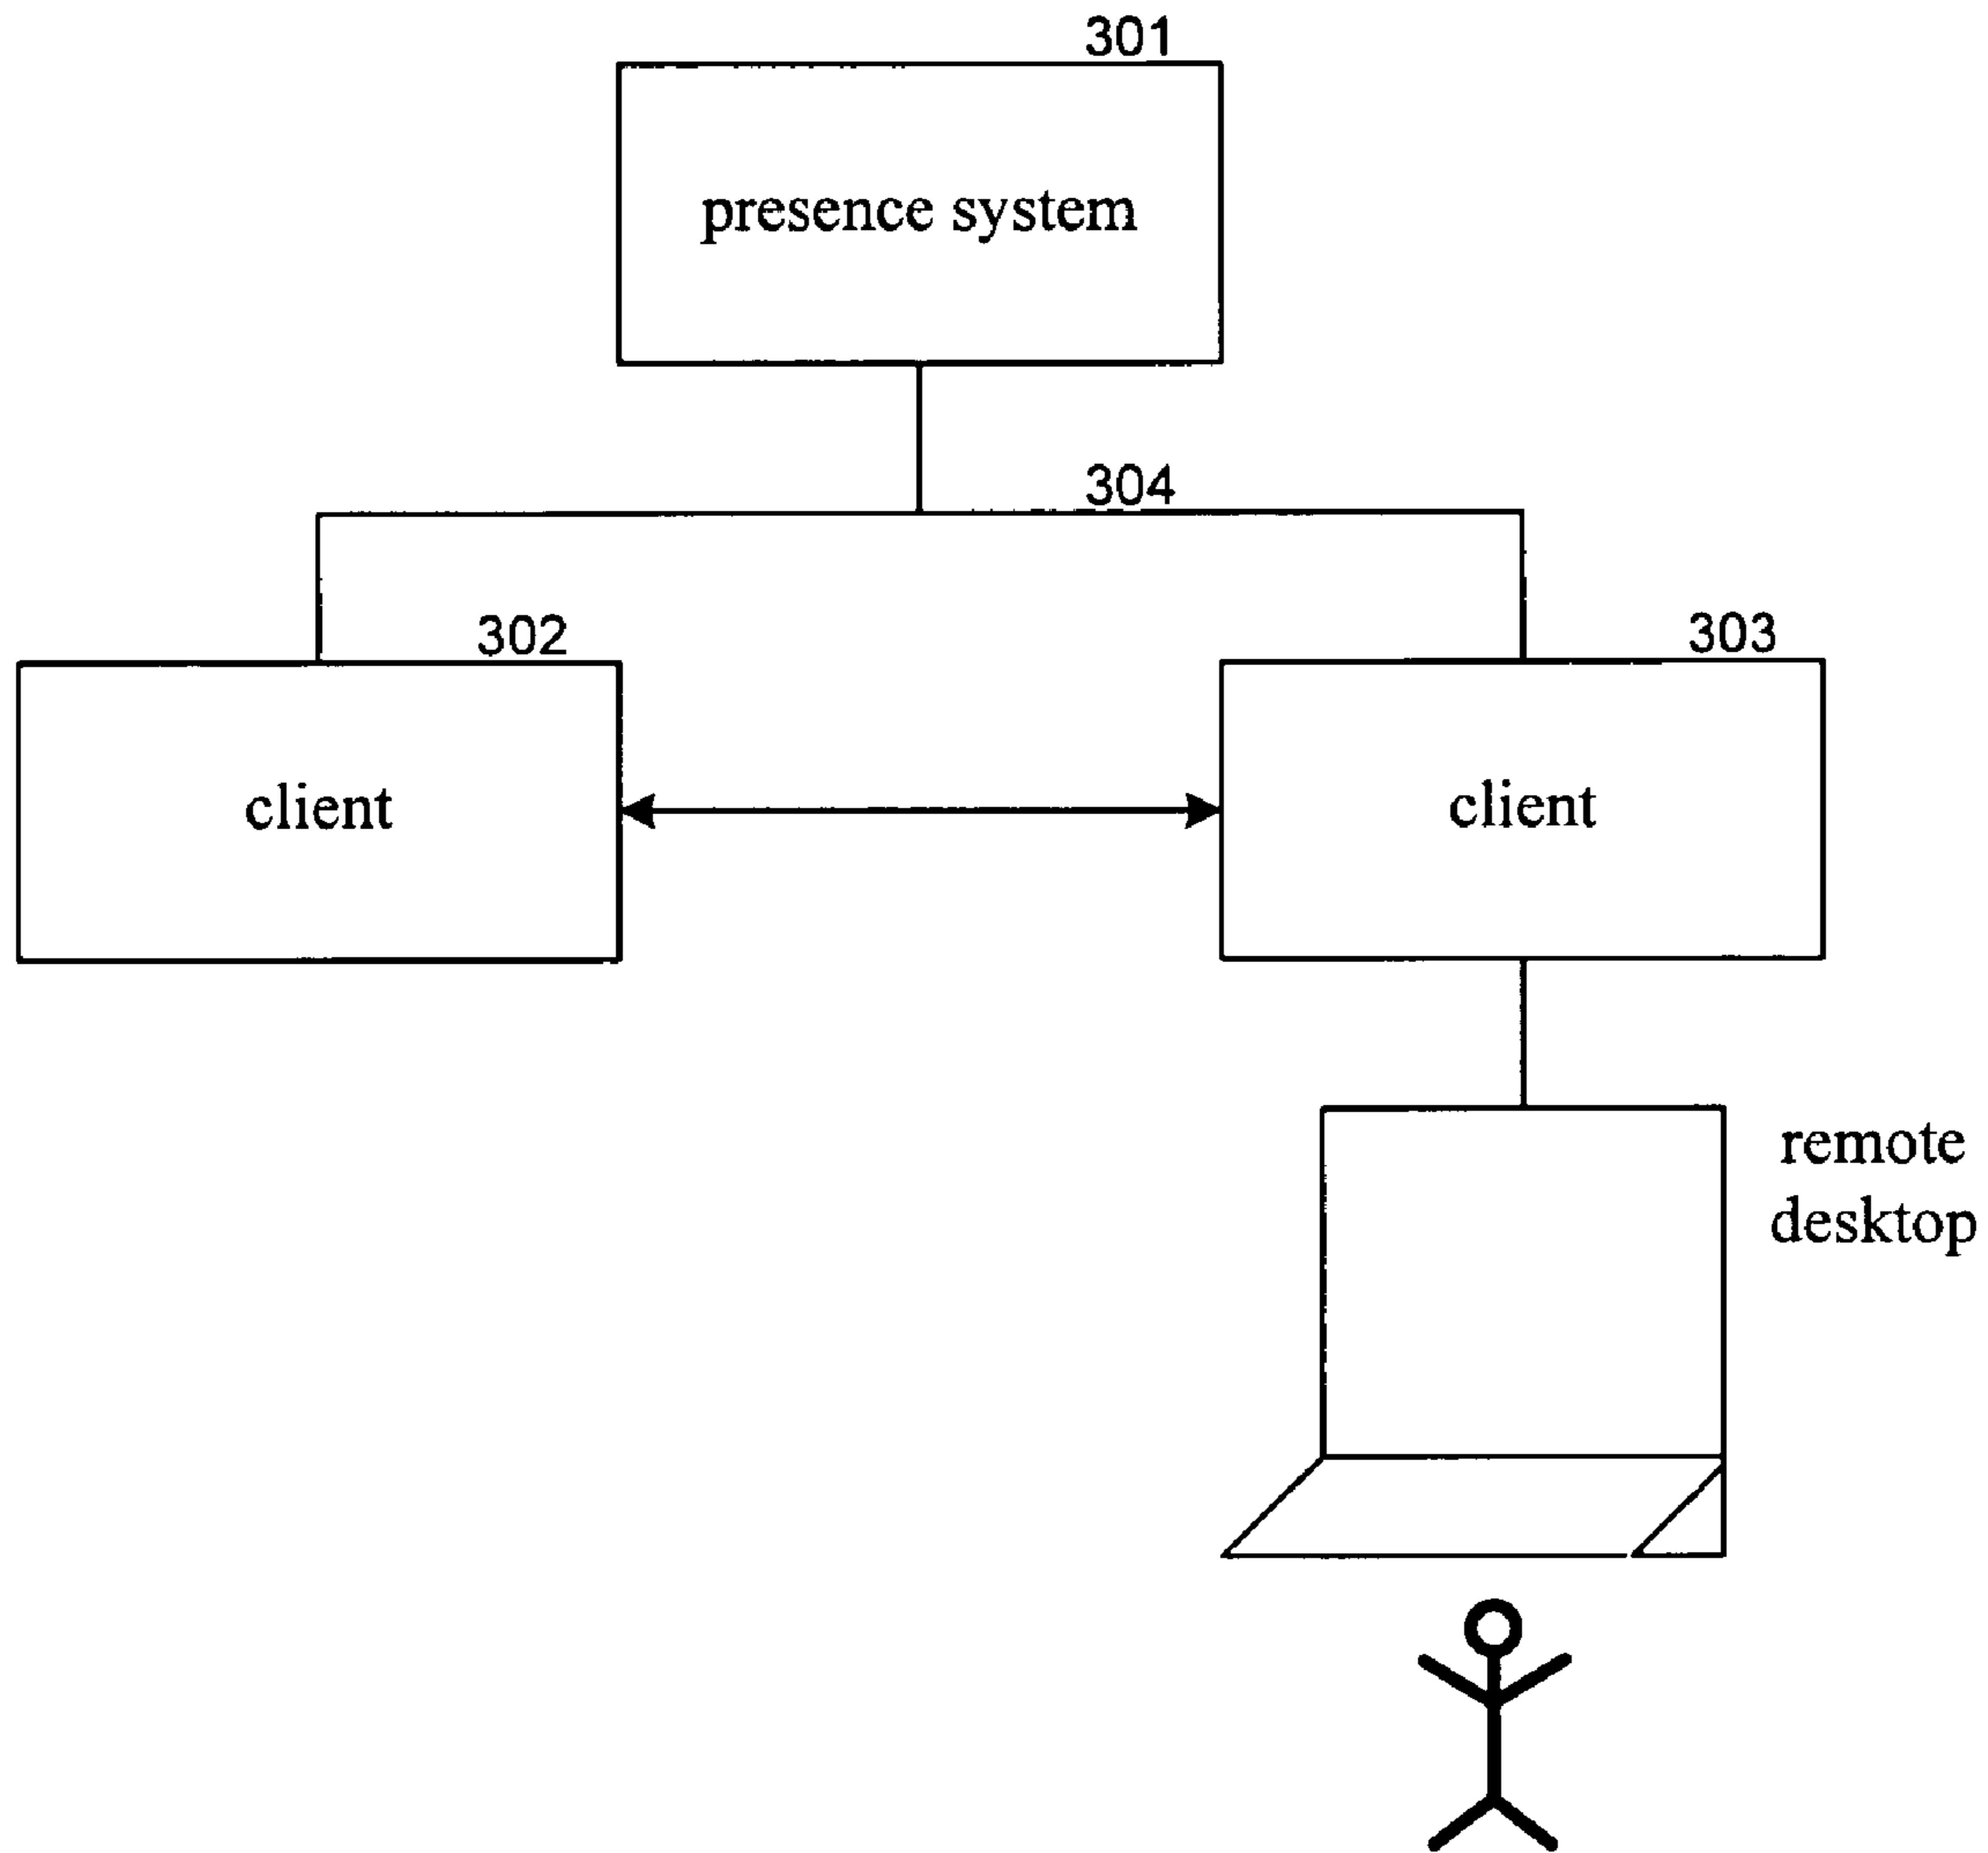 301
presence system
304
302
303
client
client
remote
desktop